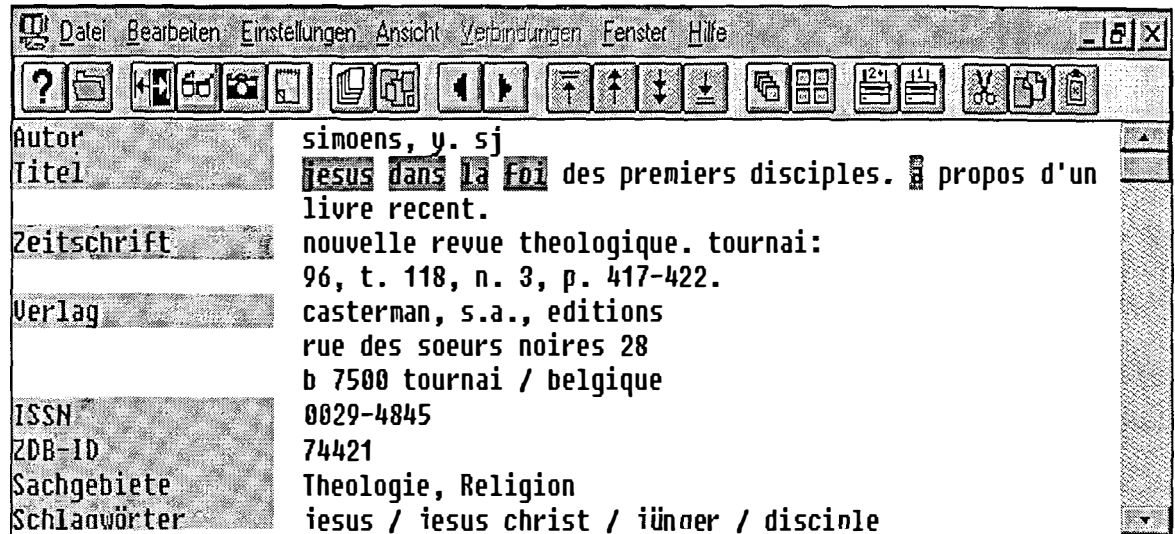 Datei Bearbeiten Einstellungen Ansicht Verbindungen Fenster Hilfe
Autor simoens, y. sj
Titel jesus dans la foi des premiers disciples. a propos d'un
livre recent.
Zeitschrift nouvelle revue theologique. tournai:
96, t. 118, n. 3, p. 417-422.
Verlag casterman, s.a., editions
rue des soeurs noires 28
b 7500 tournai / belgique
ISSN 0029-4845
ZDB-ID 74421
Sachgebiete Theologie, Religion
Schlagwörter jesus / jesus christ / jünger / disciple